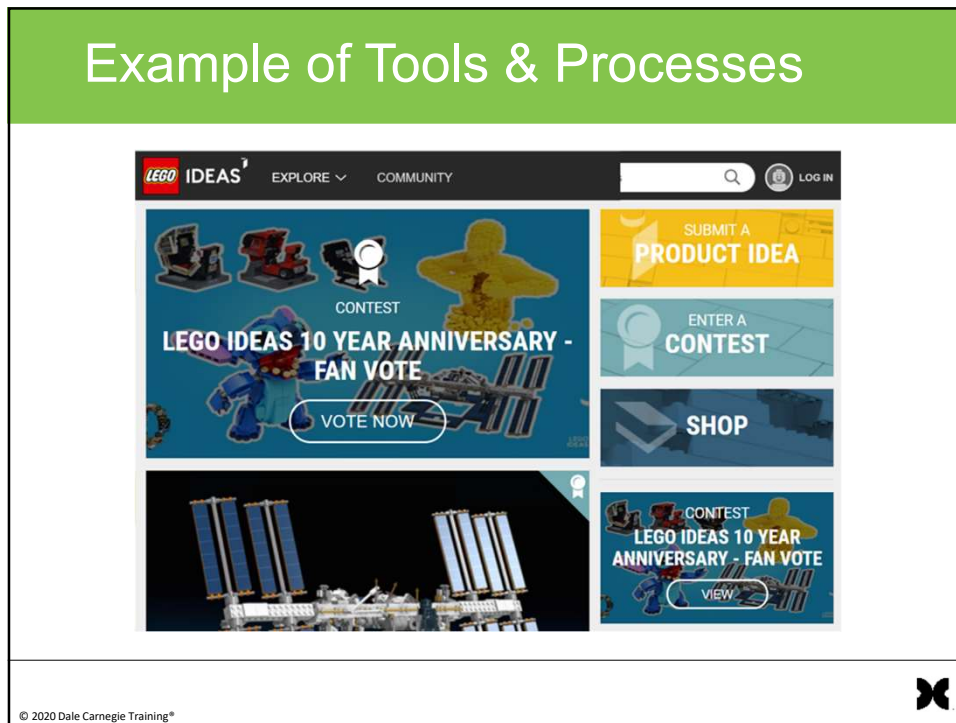 Example of Tools & Processes
LEGO IDEAS EXPLORE COMMUNITY LOG IN
CONTEST
LEGO IDEAS 10 YEAR ANNIVERSARY -
FAN VOTE
VOTE NOW
LEGO
IDEAS
SUBMIT A
PRODUCT IDEA
ENTER A
CONTEST
SHOP
CONTEST
LEGO IDEAS 10 YEAR
ANNIVERSARY - FAN VOTE
VIEW
© 2020 Dale Carnegie Training®